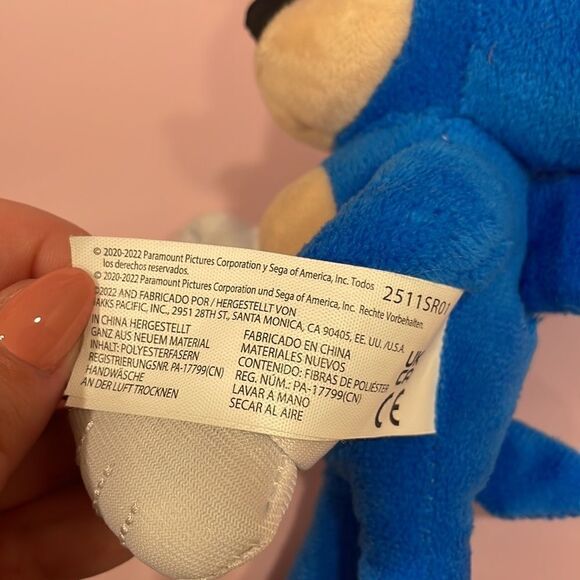 © 2020-2022 Paramount Pictures Corporation y Sega of America, Inc. Todos
los derechos reservados.
© 2020-2022 Paramount Pictures Corporation und Sega of America, Inc. Rechte Vorbehalten.
2511SR01
©2022 AND FABRICADO POR / HERGESTELLT VON
JAKKS PACIFIC, INC., 2951 28TH ST., SANTA MONICA, CA 90405, EE. UU. /U.S.A
IN CHINA HERGESTELLT
GANZ AUS NEUEM MATERIAL
INHALT: POLYESTERFASERN
REGISTRIERUNGSNR. PA-17799(CN)
HANDWÄSCHE
AN DER LUFT TROCKNEN
FABRICADO EN CHINA
MATERIALES NUEVOS
CONTENIDO: FIBRAS DE POLIÉSTER
REG. NÚM.: PA-17799(CN)
LAVAR A MANO
SECAR AL AIRE
UK
CA
CE